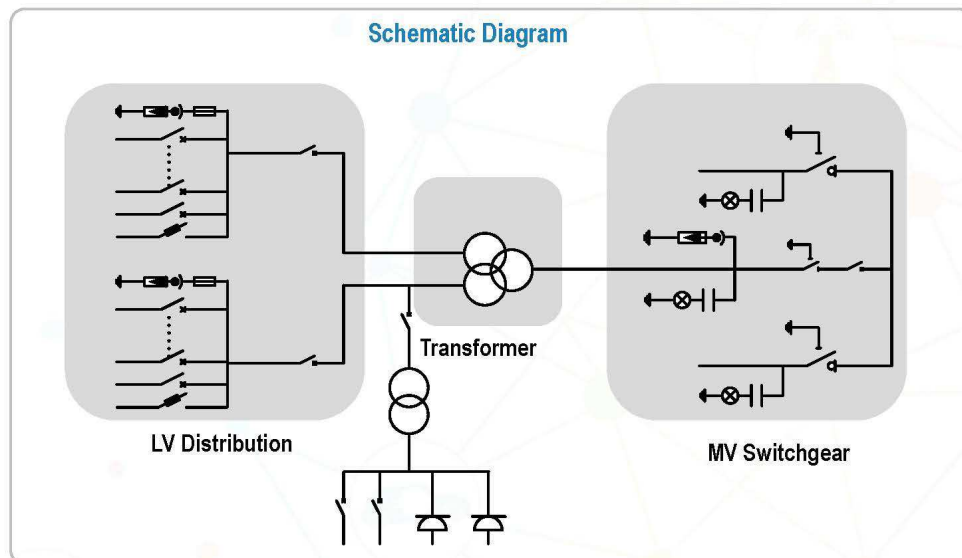 Schematic Diagram
Transformer
LV Distribution
MV Switchgear